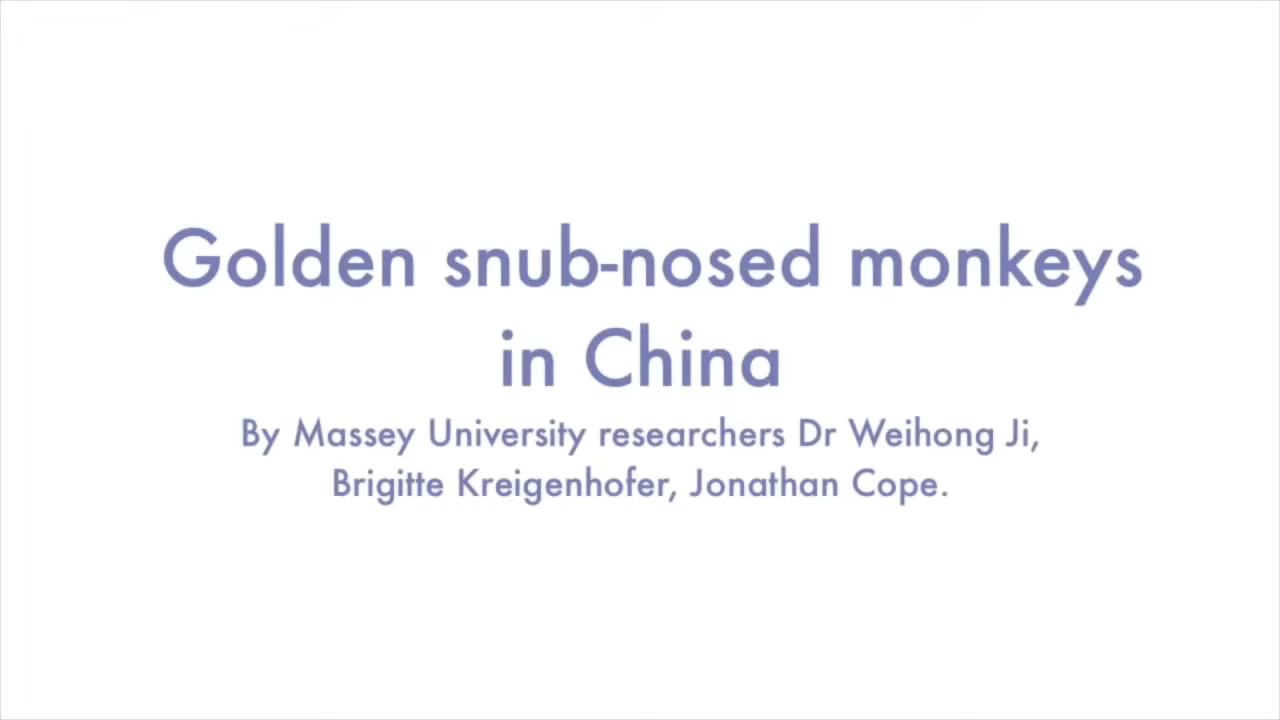 Golden snub-nosed monkeys
in China
By Massey University researchers Dr Weihong Ji,
Brigitte Kreigenhofer, Jonathan Cope.